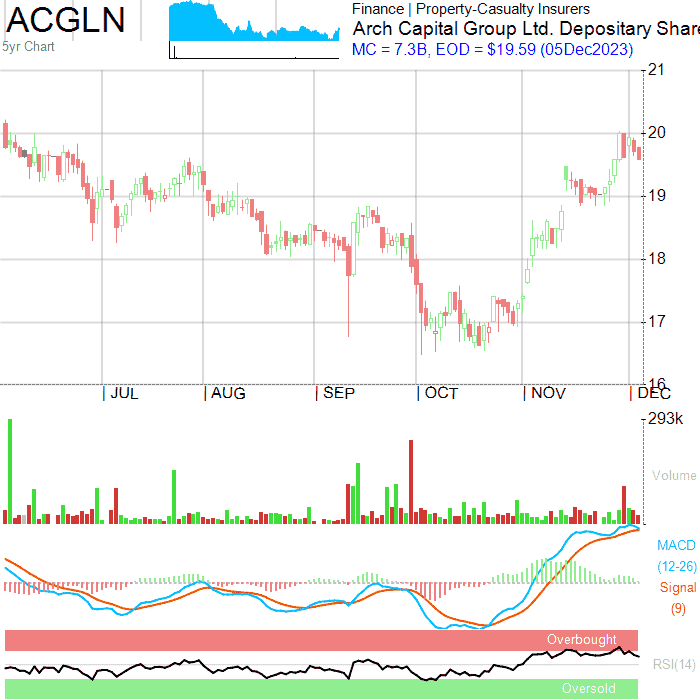 ACGLN
5yr Chart
Finance | Property-Casualty Insurers
Arch Capital Group Ltd. Depositary Share
MC = 7.3B, EOD = $19.59 (05Dec2023)
21
20
19
18
17
16
| JUL | AUG | SEP | OCT | NOV | DEC
293k
Volume
MACD
(12-26)
Signal
(9)
Overbought
RSI(14)
Oversold